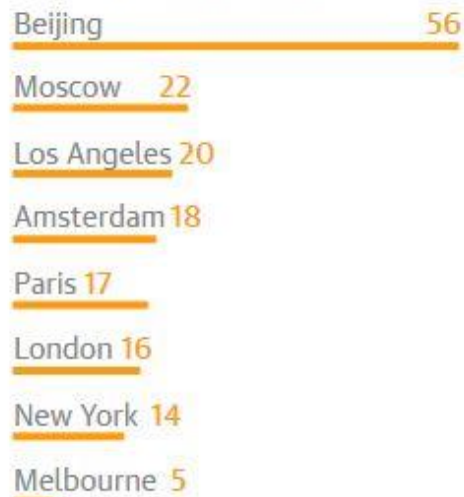 Beijing 56
Moscow 22
Los Angeles 20
Amsterdam 18
Paris 17
London 16
New York 14
Melbourne 5